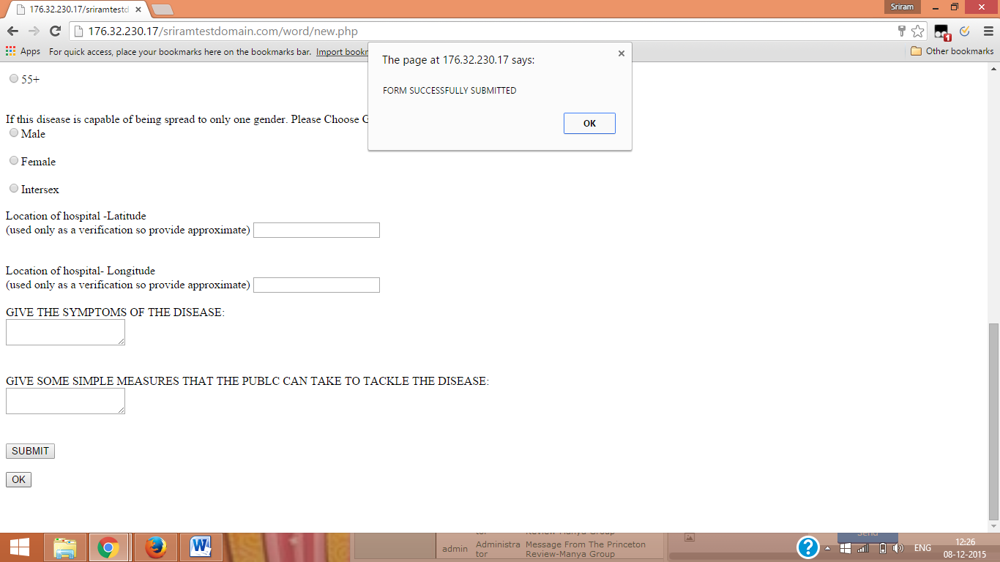 176.32.230.17/sriramtestd
Sriram
176.32.230.17/sriramtestdomain.com/word/new.php
1
Apps For quick access, place your bookmarks here on the bookmarks bar. Import bookr
Other bookmarks
The page at 176.32.230.17 says:
FORM SUCCESSFULLY SUBMITTED
OK
55+
If this disease is capable of being spread to only one gender. Please Choose G
Male
Female
Intersex
Location of hospital -Latitude
(used only as a verification so provide approximate)
Location of hospital- Longitude
(used only as a verification so provide approximate)
GIVE THE SYMPTOMS OF THE DISEASE:
GIVE SOME SIMPLE MEASURES THAT THE PUBLC CAN TAKE TO TACKLE THE DISEASE:
SUBMIT
OK
tor Review-Manya Group
admin Administra Message From The Princeton
tor Review-Manya Group
Send
ENG
12:26
08-12-2015